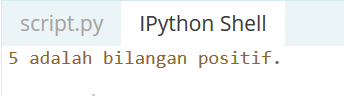 script.py IPython Shell
5 adalah bilangan positif.